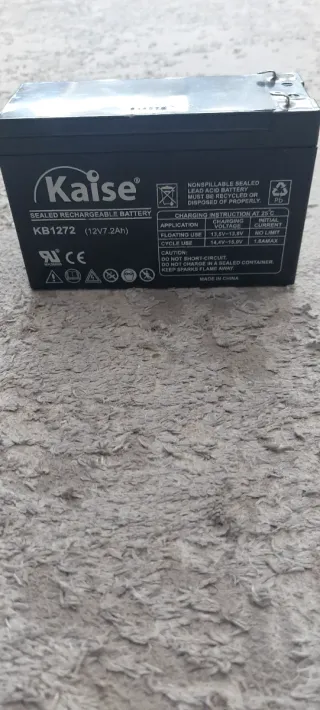 Kaise®
SEALED RECHARGEABLE BATTERY
KB1272 (12V7.2Ah)
NONSPILLABLE SEALED
LEAD ACID BATTERY
MUST BE RECYCLED OR
DISPOSED OF PROPERLY.
Pb
CHARGING INSTRUCTION AT 25°C
APPLICATION CHARGING VOLTAGE INITIAL CURRENT
FLOATING USE 13.5V~13.8V NO LIMIT
CYCLE USE 14.4V~15.0V 1.8AMAX
CAUTION:
DO NOT SHORT-CIRCUIT.
DO NOT CHARGE IN A SEALED CONTAINER.
KEEP SPARKS FLAME AWAY.
MADE IN CHINA